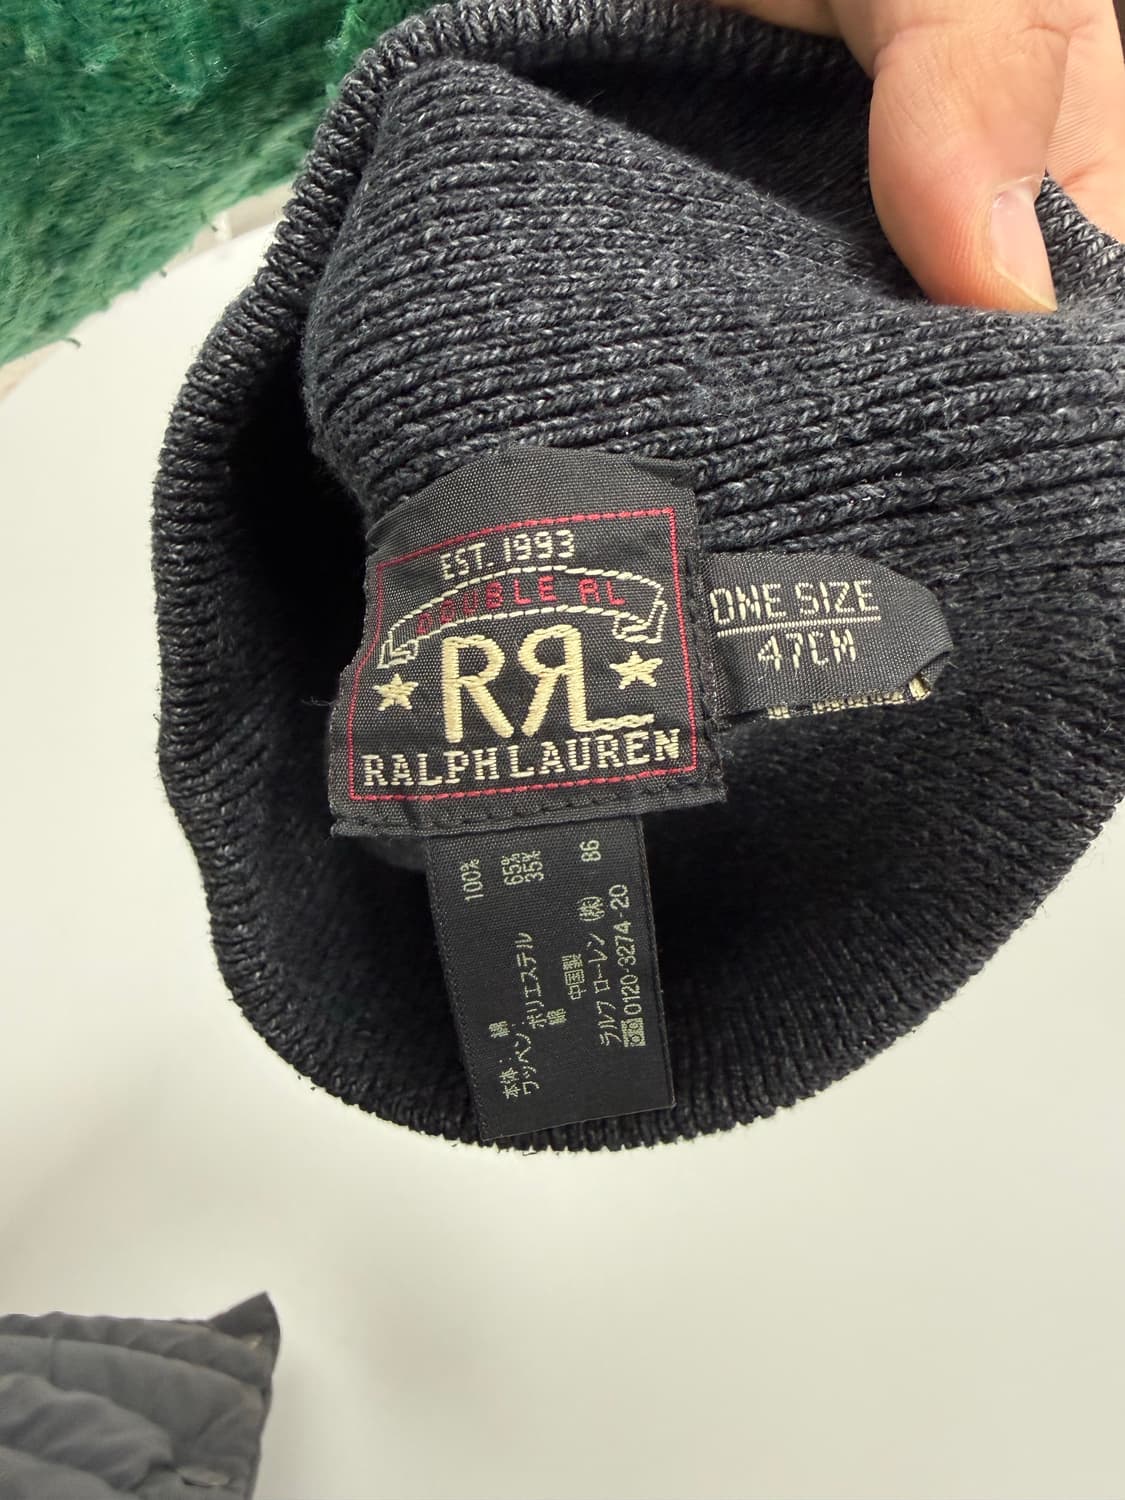 EST. 1993
DOUBLE RL
RRL
RALPH LAUREN
ONE SIZE
47CM
本体: 綿 100%
ワッペン: ポリエステル 65%
綿 35%
中国製
ラルフ ローレン (株) 86
0120-3274-20